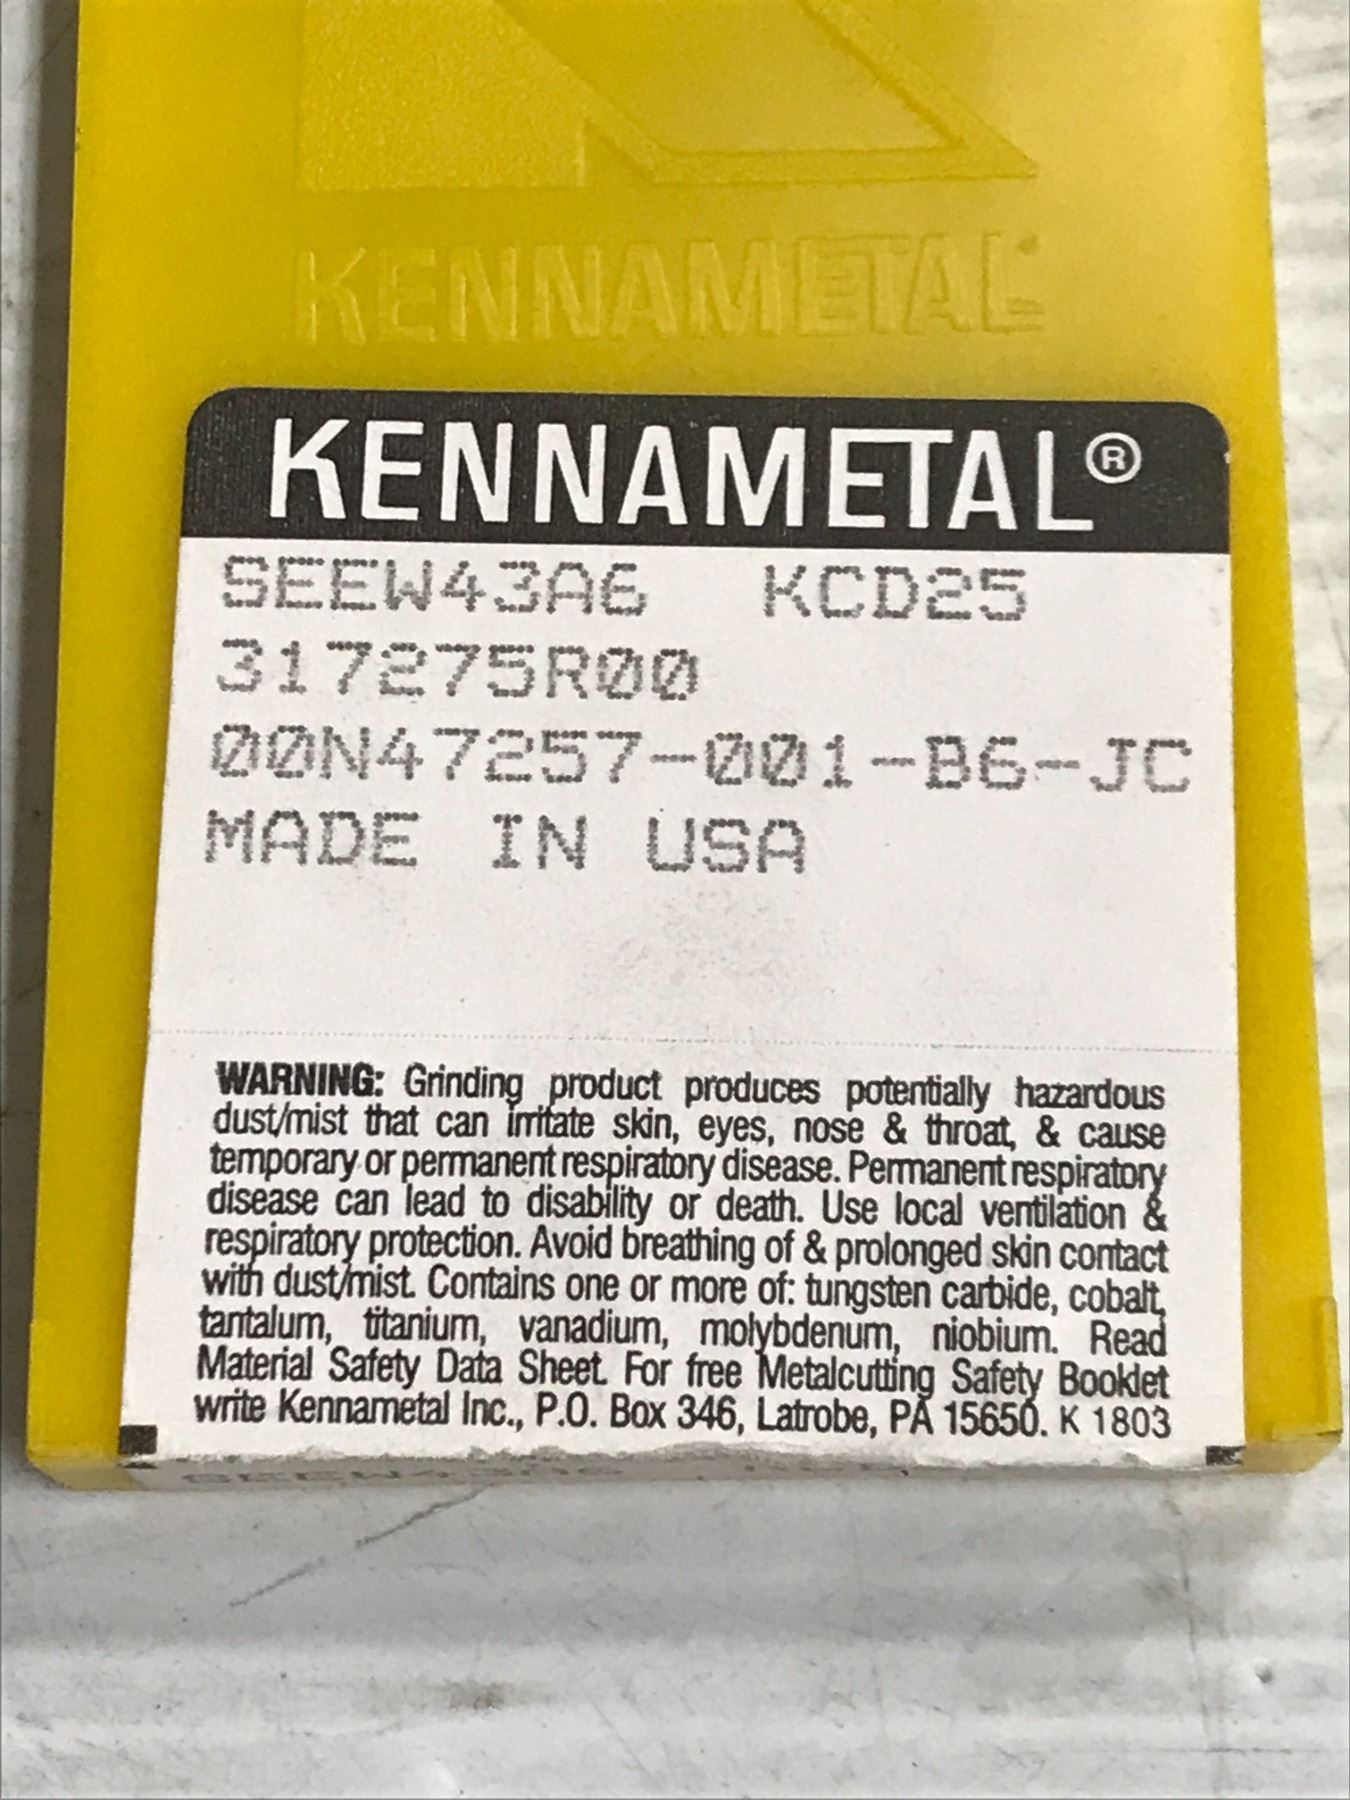 KENNAMETAL
KENNAMETAL®
SEEW43A6 KCD25
317275R00
00N47257-001-B6-JC
MADE IN USA
WARNING: Grinding product produces potentially hazardous
dust/mist that can irritate skin, eyes, nose & throat, & cause
temporary or permanent respiratory disease. Permanent respiratory
disease can lead to disability or death. Use local ventilation &
respiratory protection. Avoid breathing of & prolonged skin contact
with dust/mist. Contains one or more of: tungsten carbide, cobalt,
tantalum, titanium, vanadium, molybdenum, niobium. Read
Material Safety Data Sheet. For free Metalcutting Safety Booklet
write Kennametal Inc., P.O. Box 346, Latrobe, PA 15650. K 1803
SEEW43A6